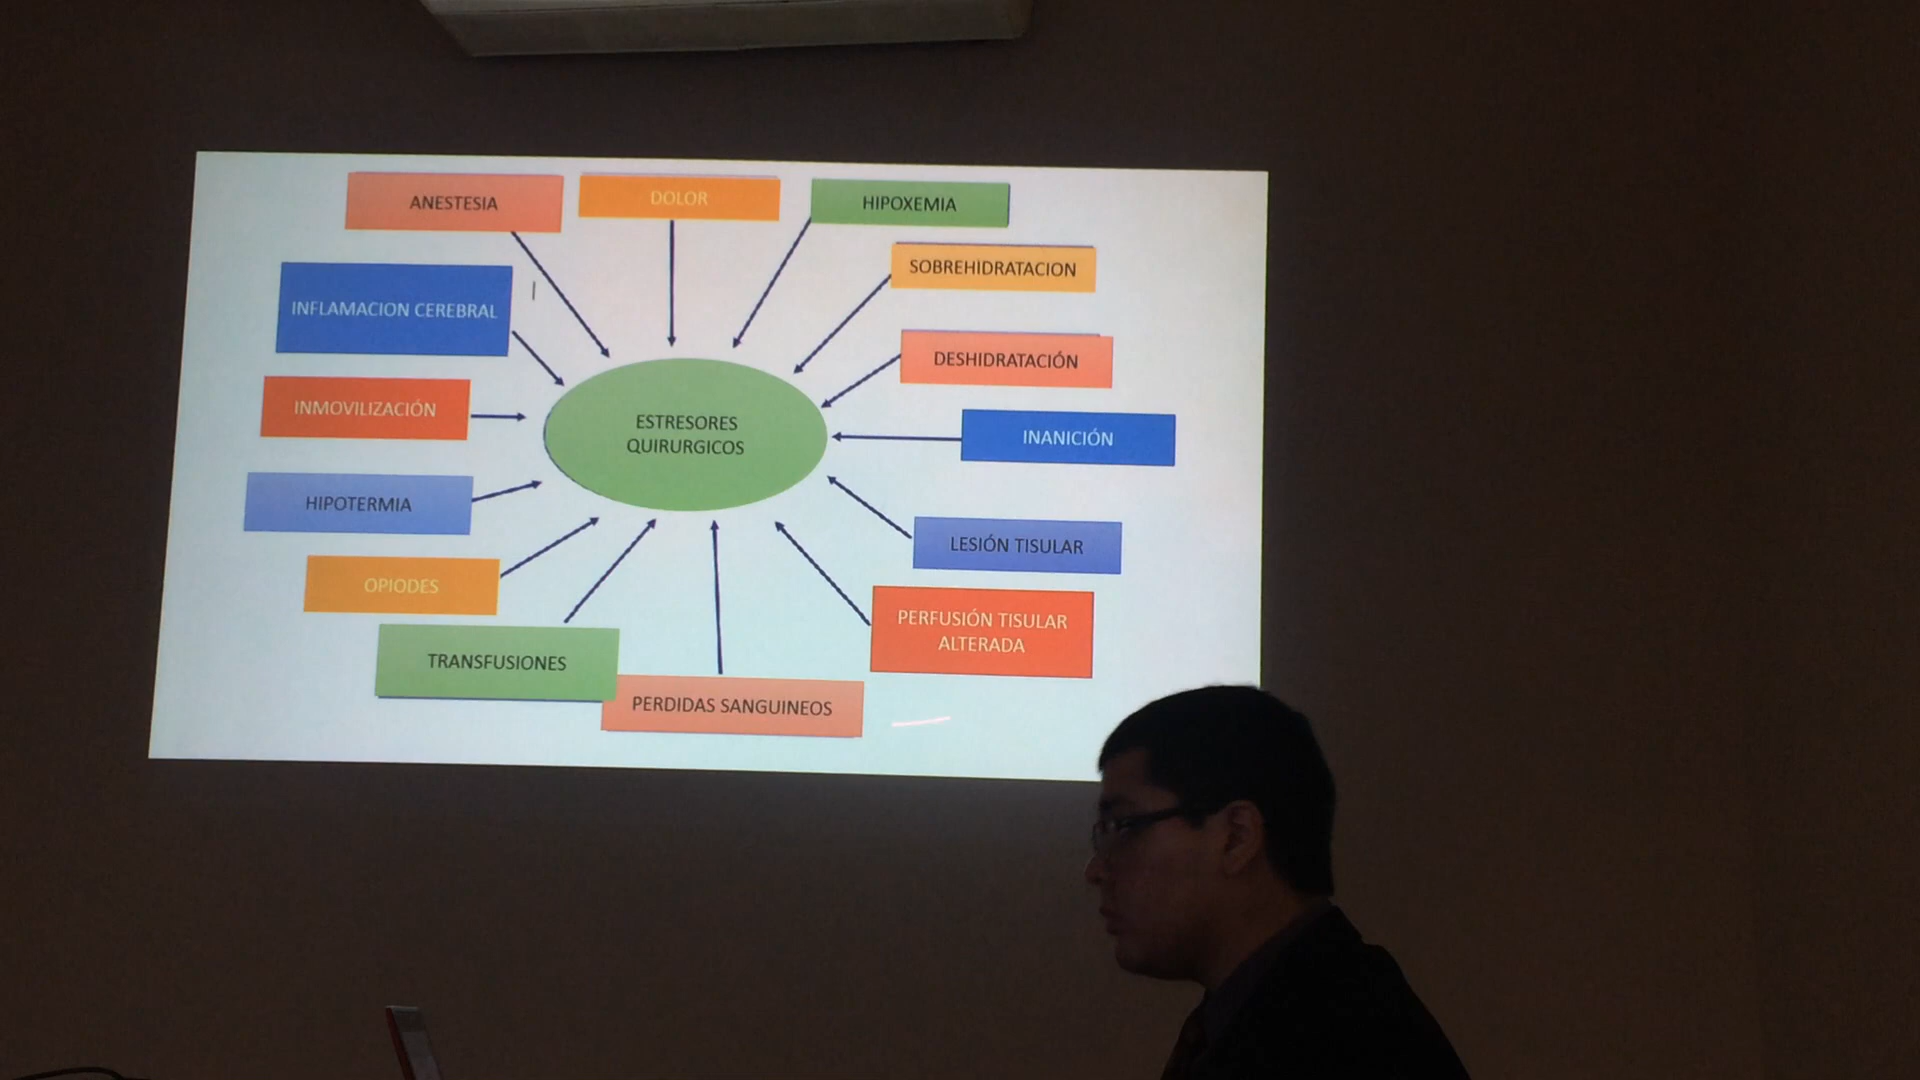 ANESTESIA
DOLOR
HIPOXEMIA
SOBREHIDRATACION
INFLAMACION CEREBRAL
DESHIDRATACIÓN
INMOVILIZACIÓN
ESTRESORES
QUIRURGICOS
INANICIÓN
HIPOTERMIA
LESIÓN TISULAR
OPIODES
PERFUSIÓN TISULAR
ALTERADA
TRANSFUSIONES
PERDIDAS SANGUINEOS